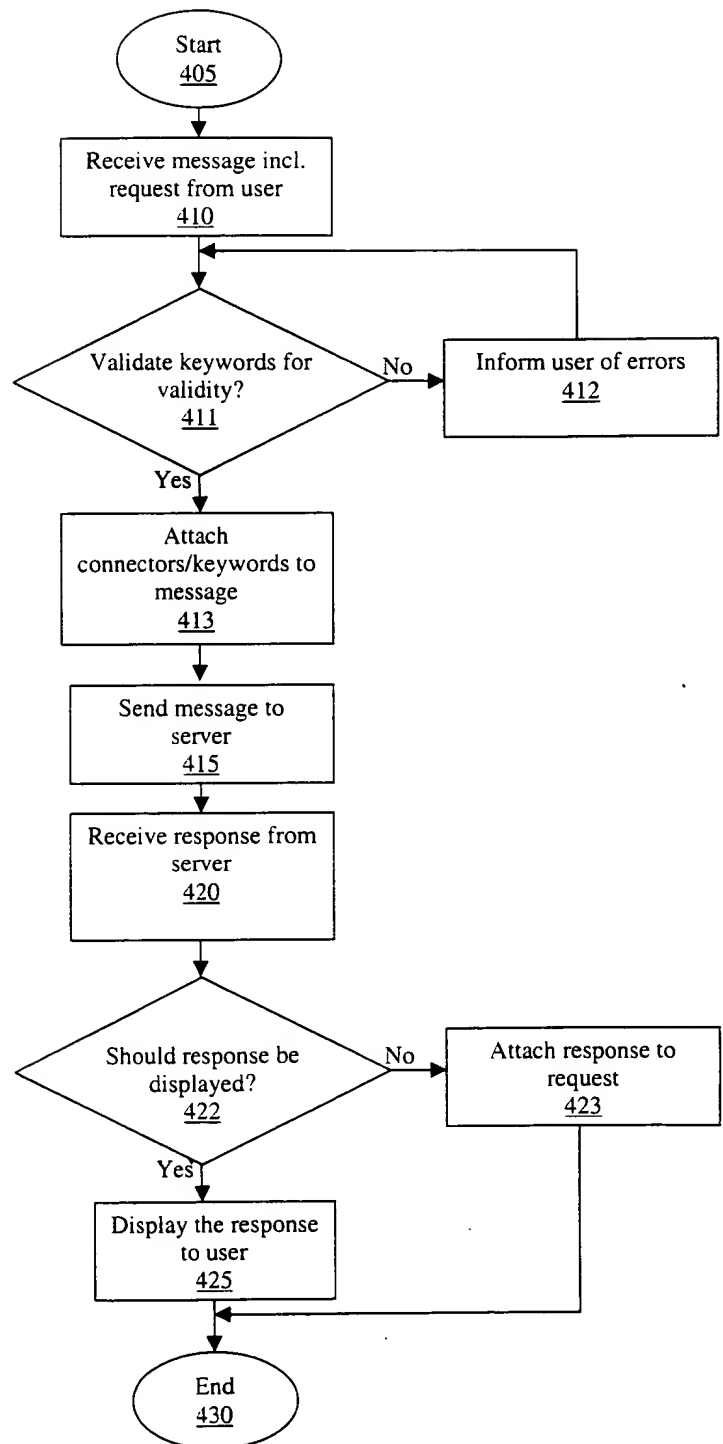 Start
405
Receive message incl.
request from user
410
Validate keywords for
validity?
411
No
Inform user of errors
412
Yes
Attach
connectors/keywords to
message
413
Send message to
server
415
Receive response from
server
420
Should response be
displayed?
422
No
Attach response to
request
423
Yes
Display the response
to user
425
End
430